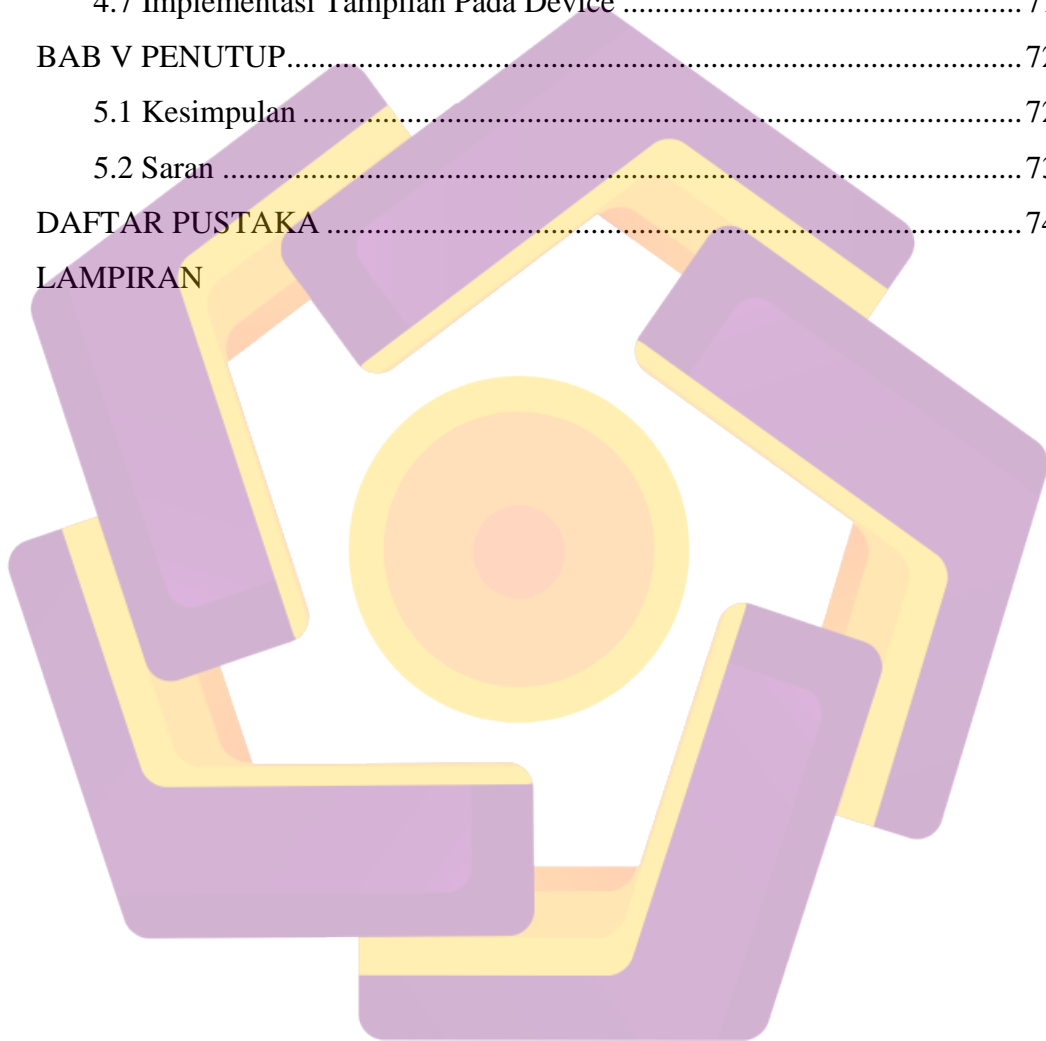 4.7 Implementasi Tampilan Pada Device ................................................. 71
BAB V PENUTUP............................................................................................ 72
5.1 Kesimpulan .......................................................................................... 72
5.2 Saran .................................................................................................... 73
DAFTAR PUSTAKA ....................................................................................... 74
LAMPIRAN